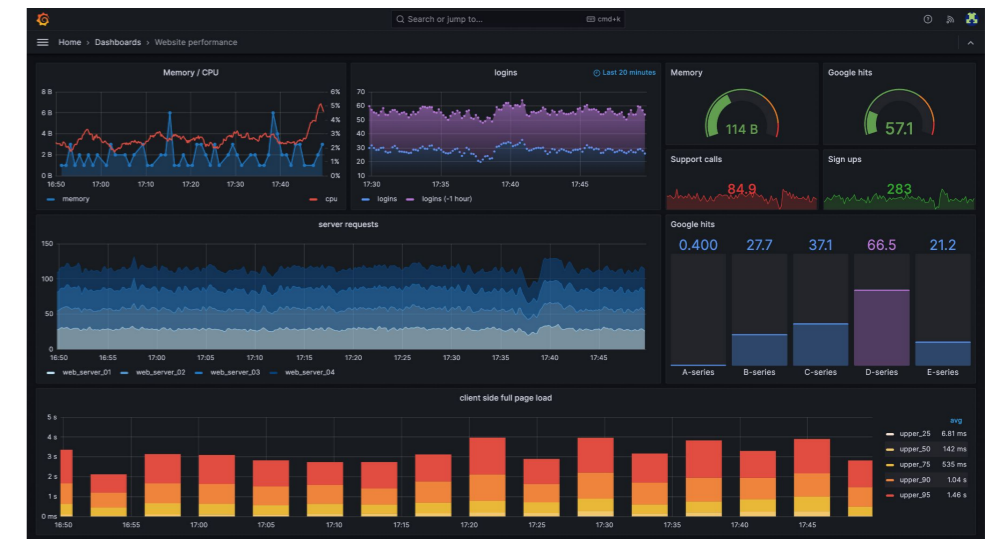 Search or jump to... cmd+k
Home › Dashboards › Website performance
Memory / CPU
8 B
6 B
4 B
2 B
0 B
6%
5%
4%
3%
2%
1%
0%
16:50 17:00 17:10 17:20 17:30 17:40
memory cpu
logins
Last 20 minutes
70
60
50
40
30
20
10
17:30 17:35 17:40 17:45
logins logins (-1 hour)
Memory
114 B
Google hits
57.1
Support calls
84.9
Sign ups
283
server requests
150
100
50
0
16:50 16:55 17:00 17:05 17:10 17:15 17:20 17:25 17:30 17:35 17:40 17:45
web_server_01 web_server_02 web_server_03 web_server_04
Google hits
0.400 27.7 37.1 66.5 21.2
A-series B-series C-series D-series E-series
client side full page load
5 s
4 s
3 s
2 s
1 s
0 ms
16:50 16:55 17:00 17:05 17:10 17:15 17:20 17:25 17:30 17:35 17:40 17:45
avg
upper_25 6.81 ms
upper_50 142 ms
upper_75 535 ms
upper_90 1.04 s
upper_95 1.46 s